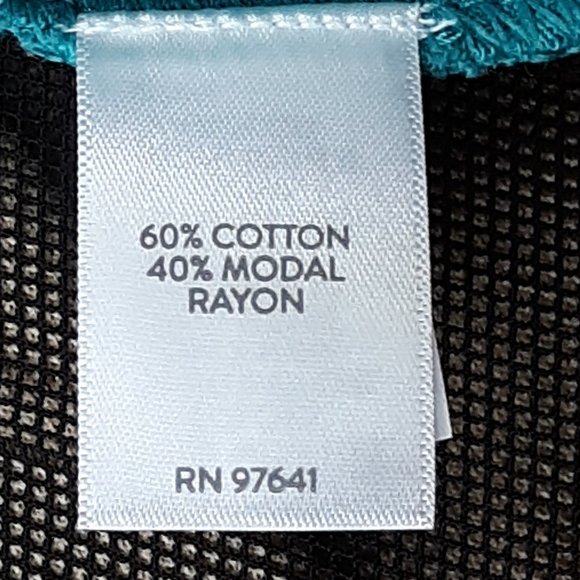 60% COTTON
40% MODAL
RAYON
RN 97641